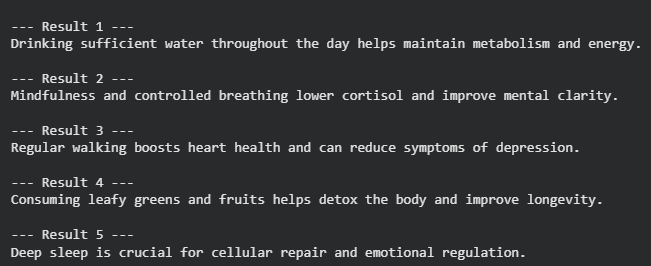 --- Result 1 ---
Drinking sufficient water throughout the day helps maintain metabolism and energy.
--- Result 2 ---
Mindfulness and controlled breathing lower cortisol and improve mental clarity.
--- Result 3 ---
Regular walking boosts heart health and can reduce symptoms of depression.
--- Result 4 ---
Consuming leafy greens and fruits helps detox the body and improve longevity.
--- Result 5 ---
Deep sleep is crucial for cellular repair and emotional regulation.